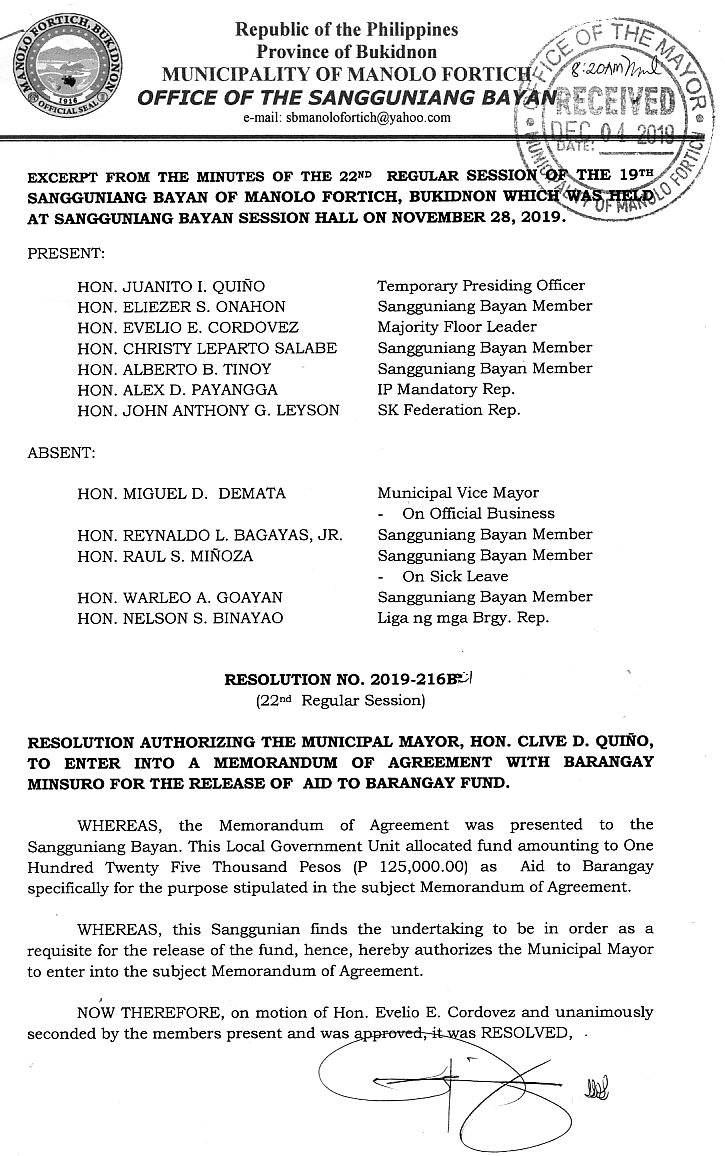 Republic of the Philippines
Province of Bukidnon
MUNICIPALITY OF MANOLO FORTICH
OFFICE OF THE SANGGUNIANG BAYAN
e-mail: sbmanolofortich@yahoo.com
MANOLO FORTICH, BUKIDNON
1916
OFFICIAL SEAL
OFFICE OF THE MAYOR
8:20AM
RECEIVED
DEC 04 2019
DATE:
MUNICIPALITY OF MANOLO FORTICH
EXCERPT FROM THE MINUTES OF THE 22ND REGULAR SESSION OF THE 19TH
SANGGUNIANG BAYAN OF MANOLO FORTICH, BUKIDNON WHICH WAS HELD
AT SANGGUNIANG BAYAN SESSION HALL ON NOVEMBER 28, 2019.
PRESENT:
HON. JUANITO I. QUIÑO Temporary Presiding Officer
HON. ELIEZER S. ONAHON Sangguniang Bayan Member
HON. EVELIO E. CORDOVEZ Majority Floor Leader
HON. CHRISTY LEPARTO SALABE Sangguniang Bayan Member
HON. ALBERTO B. TINOY Sangguniang Bayan Member
HON. ALEX D. PAYANGGA IP Mandatory Rep.
HON. JOHN ANTHONY G. LEYSON SK Federation Rep.
ABSENT:
HON. MIGUEL D. DEMATA Municipal Vice Mayor
- On Official Business
HON. REYNALDO L. BAGAYAS, JR. Sangguniang Bayan Member
HON. RAUL S. MIÑOZA Sangguniang Bayan Member
- On Sick Leave
HON. WARLEO A. GOAYAN Sangguniang Bayan Member
HON. NELSON S. BINAYAO Liga ng mga Brgy. Rep.
RESOLUTION NO. 2019-216B
(22nd Regular Session)
RESOLUTION AUTHORIZING THE MUNICIPAL MAYOR, HON. CLIVE D. QUIÑO,
TO ENTER INTO A MEMORANDUM OF AGREEMENT WITH BARANGAY
MINSURO FOR THE RELEASE OF AID TO BARANGAY FUND.
WHEREAS, the Memorandum of Agreement was presented to the
Sangguniang Bayan. This Local Government Unit allocated fund amounting to One
Hundred Twenty Five Thousand Pesos (P 125,000.00) as Aid to Barangay
specifically for the purpose stipulated in the subject Memorandum of Agreement.
WHEREAS, this Sanggunian finds the undertaking to be in order as a
requisite for the release of the fund, hence, hereby authorizes the Municipal Mayor
to enter into the subject Memorandum of Agreement.
NOW THEREFORE, on motion of Hon. Evelio E. Cordovez and unanimously
seconded by the members present and was approved, it was RESOLVED,